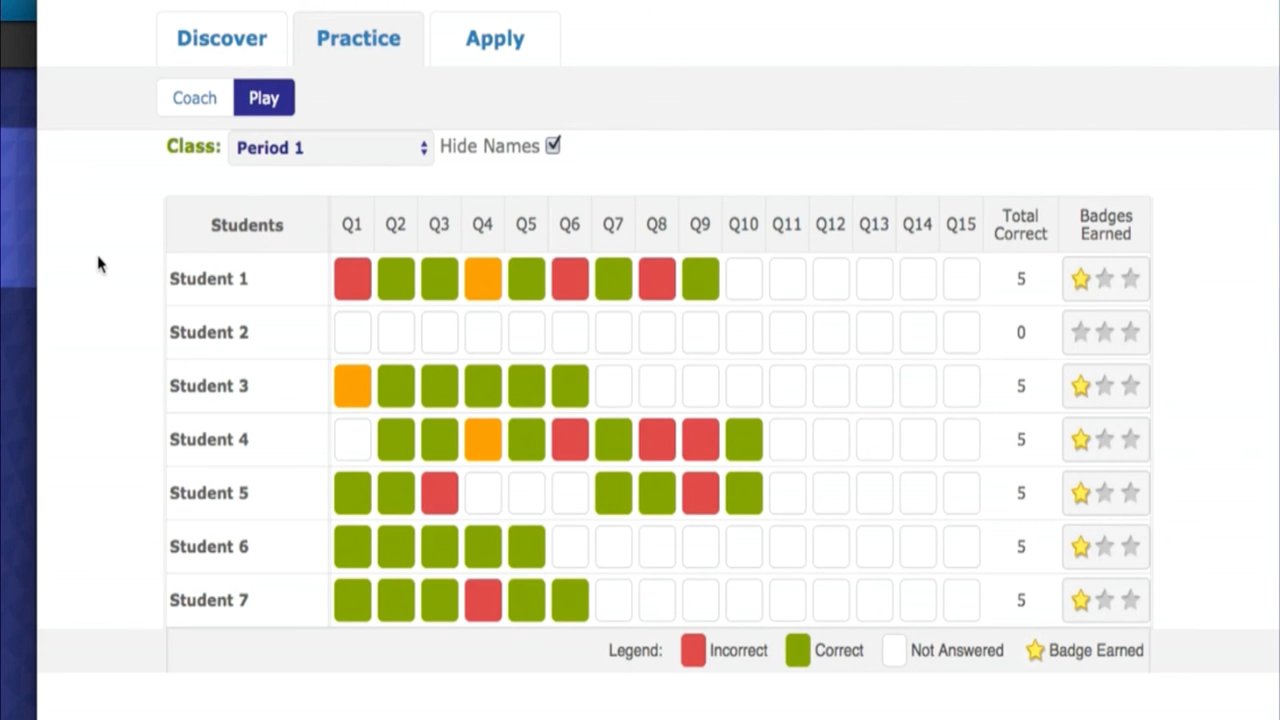 Discover Practice Apply
Coach Play
Class: Period 1 Hide Names
Students Q1 Q2 Q3 Q4 Q5 Q6 Q7 Q8 Q9 Q10 Q11 Q12 Q13 Q14 Q15 Total Correct Badges Earned
Student 1 5
Student 2 0
Student 3 5
Student 4 5
Student 5 5
Student 6 5
Student 7 5
Legend: Incorrect Correct Not Answered Badge Earned